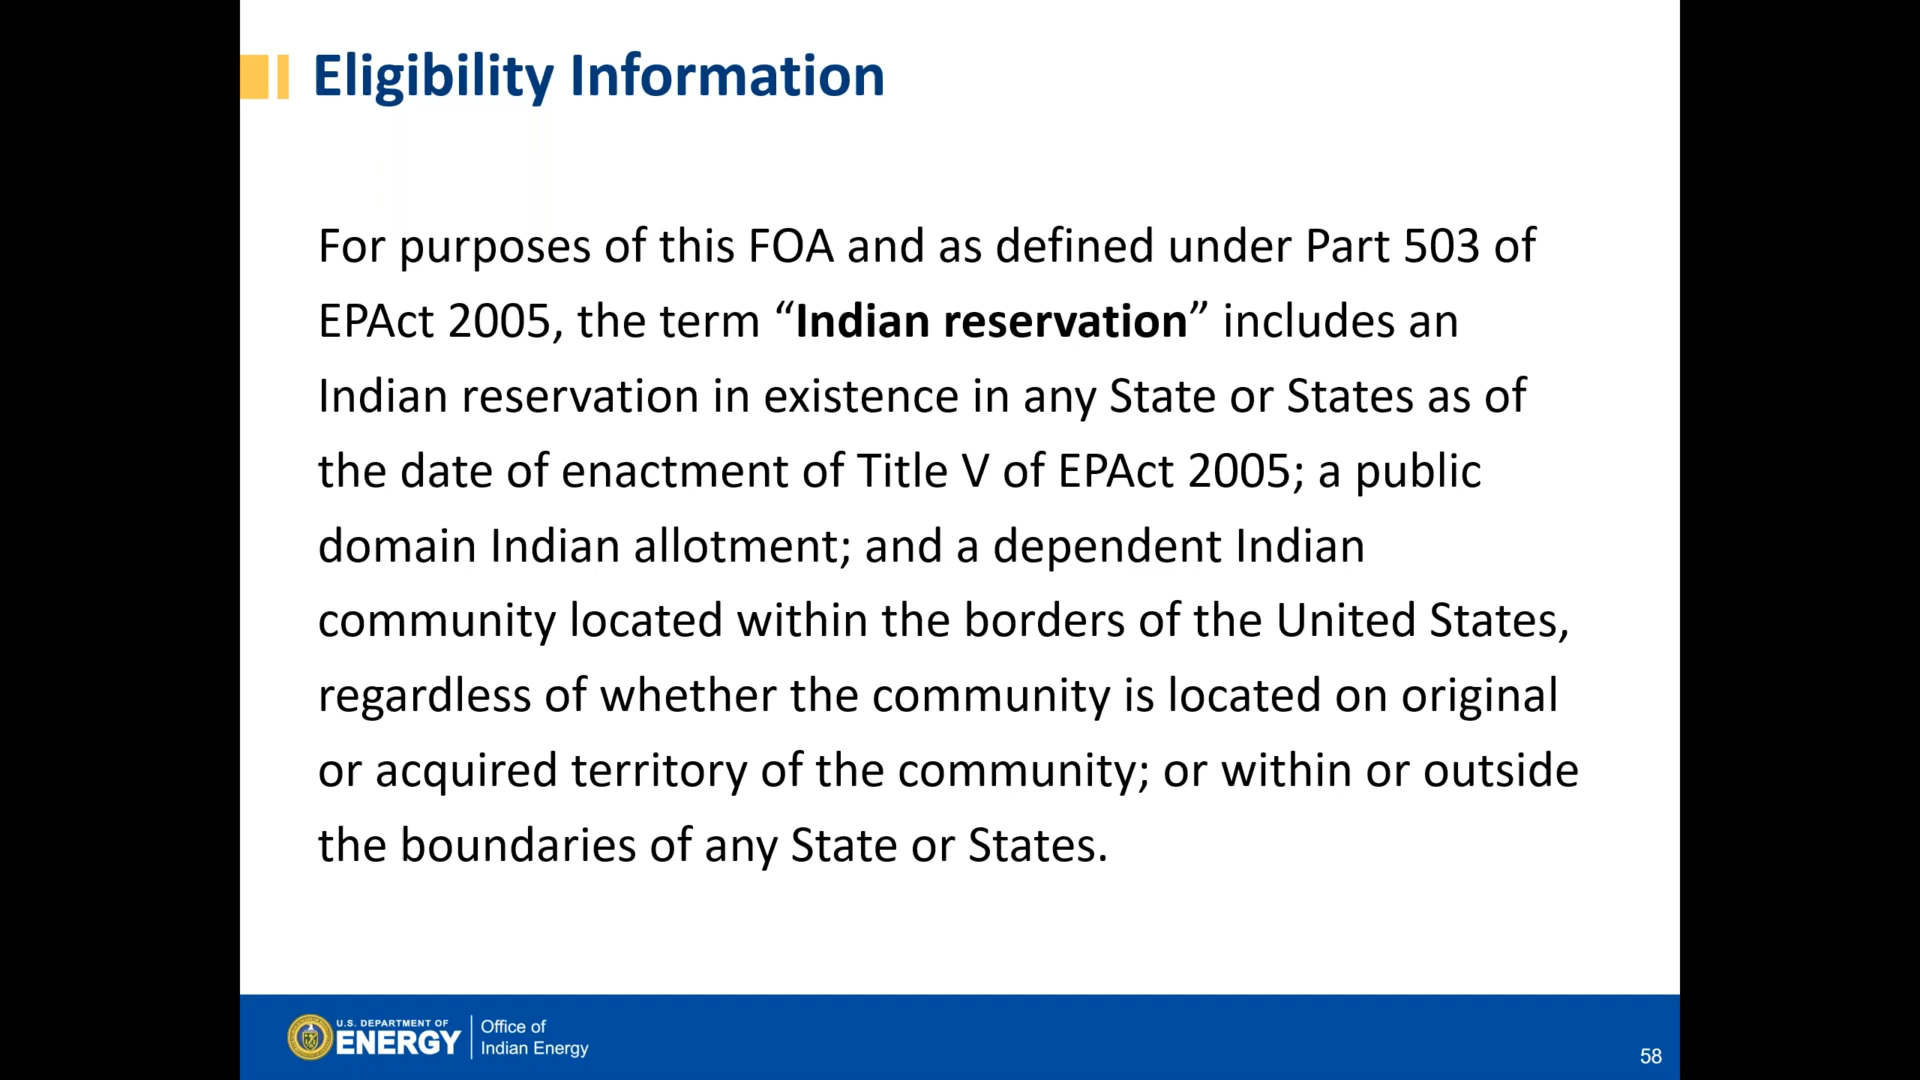 Eligibility Information
For purposes of this FOA and as defined under Part 503 of
EPAct 2005, the term “Indian reservation” includes an
Indian reservation in existence in any State or States as of
the date of enactment of Title V of EPAct 2005; a public
domain Indian allotment; and a dependent Indian
community located within the borders of the United States,
regardless of whether the community is located on original
or acquired territory of the community; or within or outside
the boundaries of any State or States.
U.S. DEPARTMENT OF
ENERGY
Office of
Indian Energy
58